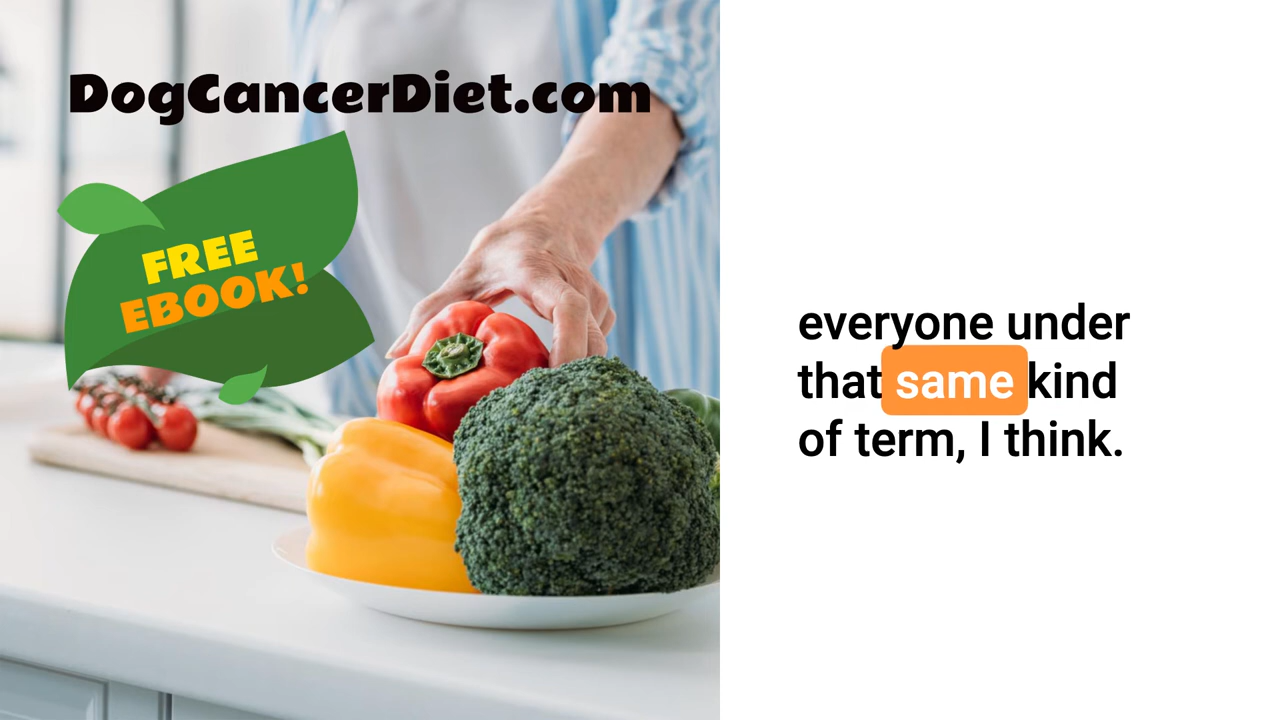 DogCancerDiet.com
FREE
EBOOK!
everyone under
that same kind
of term, I think.